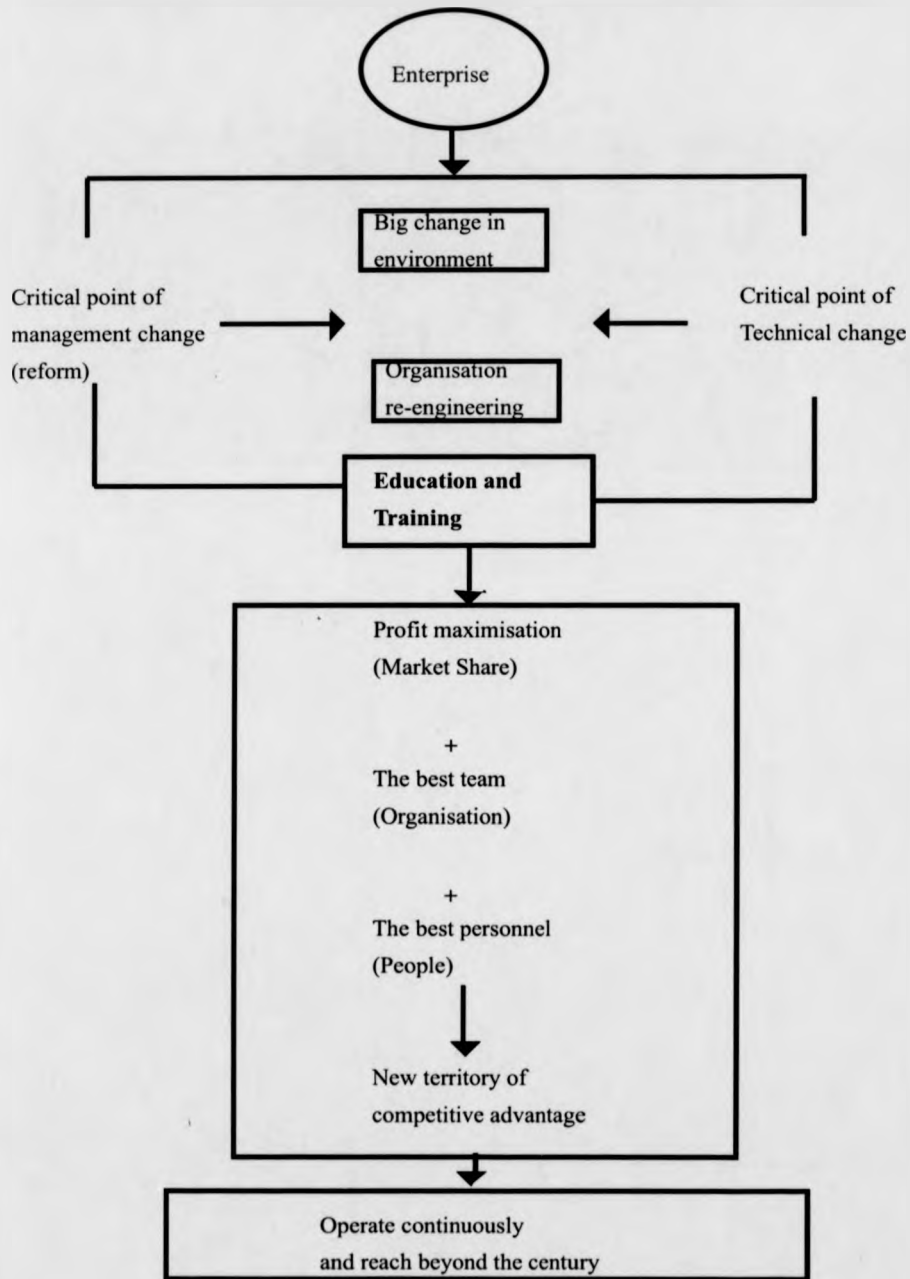 Enterprise
Big change in
environment
Critical point of
management change
(reform)
Critical point of
Technical change
Organisation
re-engineering
Education and
Training
Profit maximisation
(Market Share)
+
The best team
(Organisation)
+
The best personnel
(People)
New territory of
competitive advantage
Operate continuously
and reach beyond the century